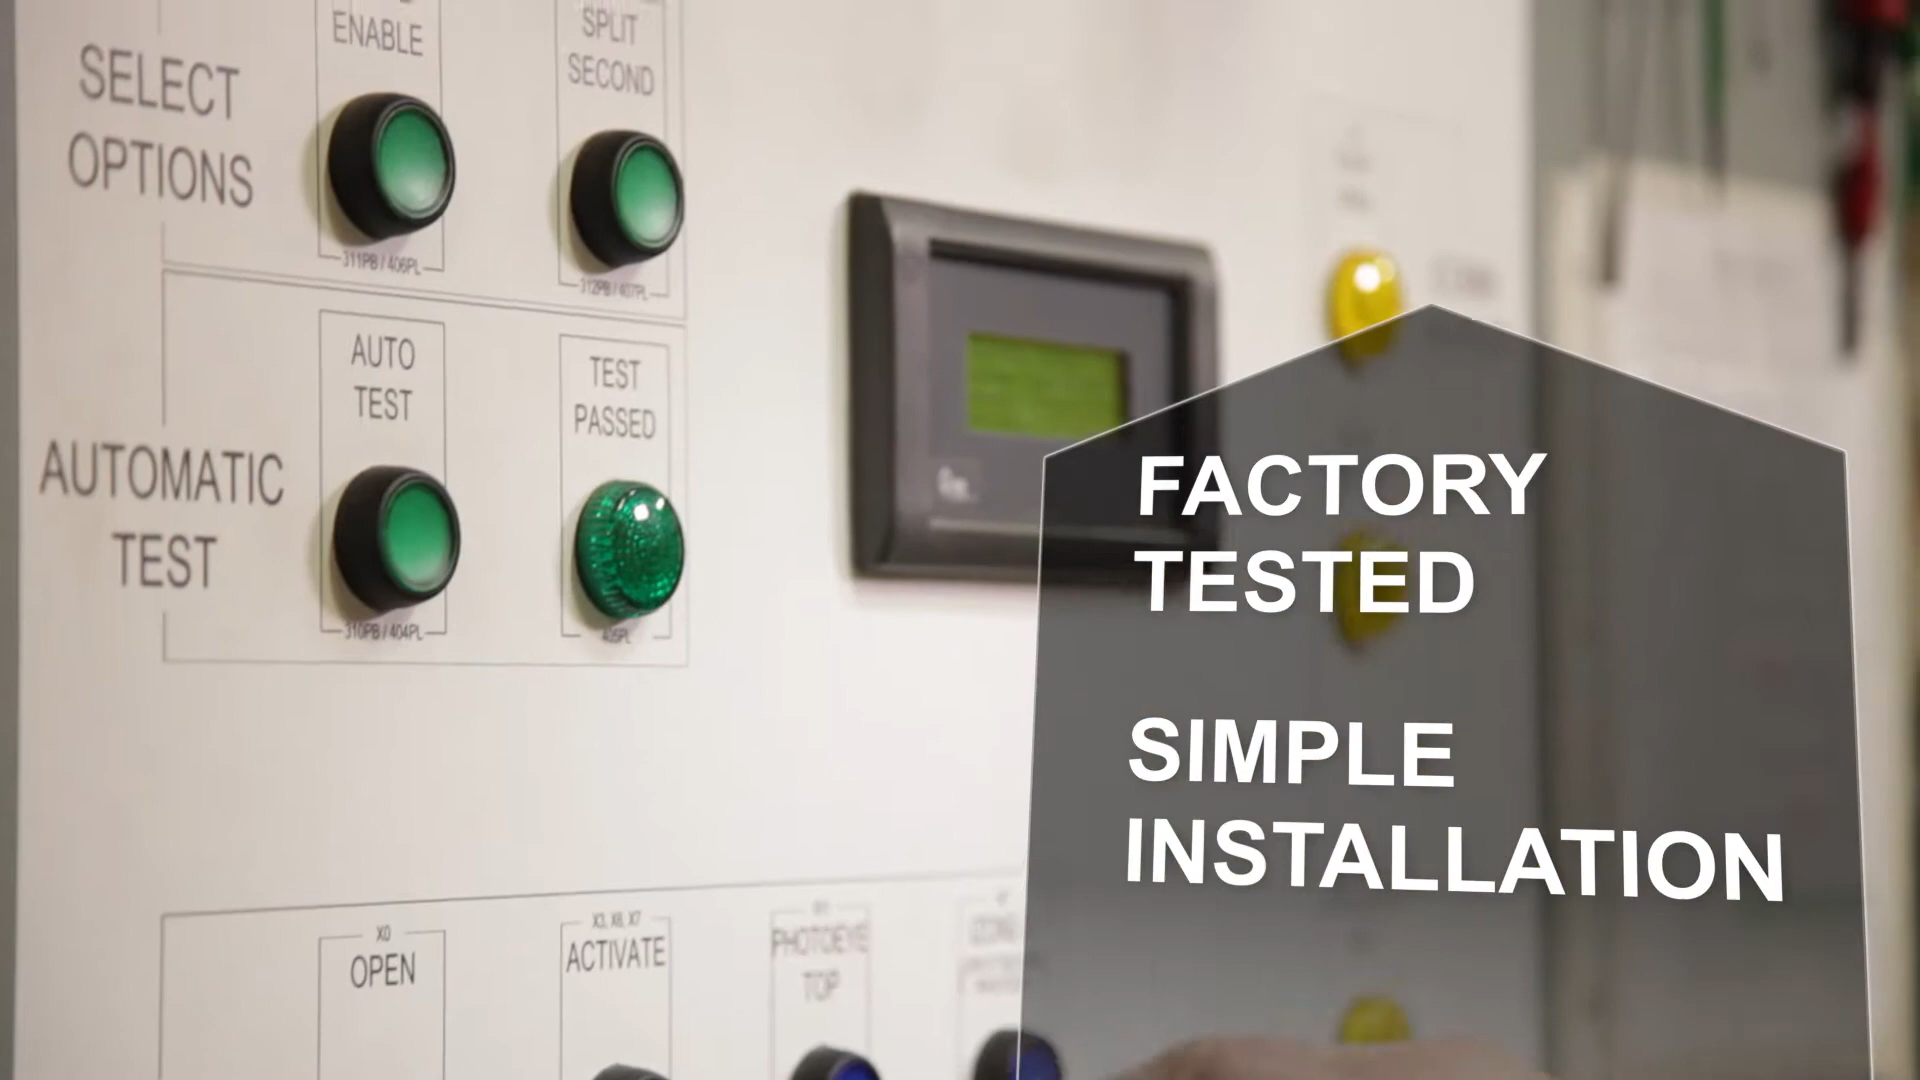 ENABLE
SPLIT
SECOND
SELECT
OPTIONS
311PB / 406PL
312PB / 407PL
AUTO
TEST
TEST
PASSED
AUTOMATIC
TEST
310PB / 404PL
405PL
FACTORY
TESTED
SIMPLE
INSTALLATION
X0
OPEN
X3, X6, X7
ACTIVATE
PHOTOEYE
TOP